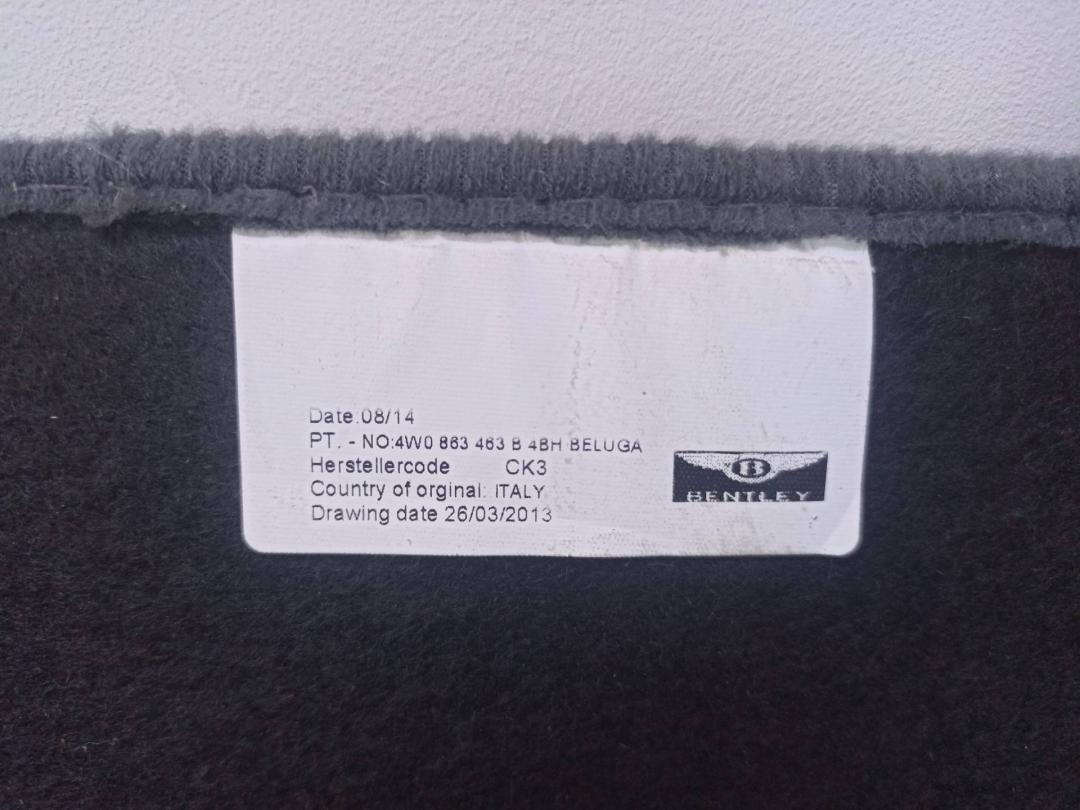 Date.08/14
PT. - NO:4W0 863 463 B 4BH BELUGA
Herstellercode CK3
Country of orginal: ITALY
Drawing date 26/03/2013
B
BENTLEY